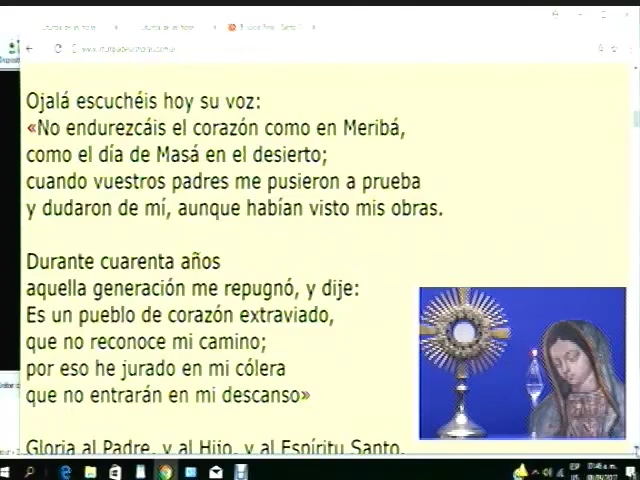 Ojalá escuchéis hoy su voz:
«No endurezcáis el corazón como en Meribá,
como el día de Masá en el desierto;
cuando vuestros padres me pusieron a prueba
y dudaron de mí, aunque habían visto mis obras.
Durante cuarenta años
aquella generación me repugnó, y dije:
Es un pueblo de corazón extraviado,
que no reconoce mi camino;
por eso he jurado en mi cólera
que no entrarán en mi descanso»
Gloria al Padre, y al Hijo, y al Espíritu Santo.
ESP